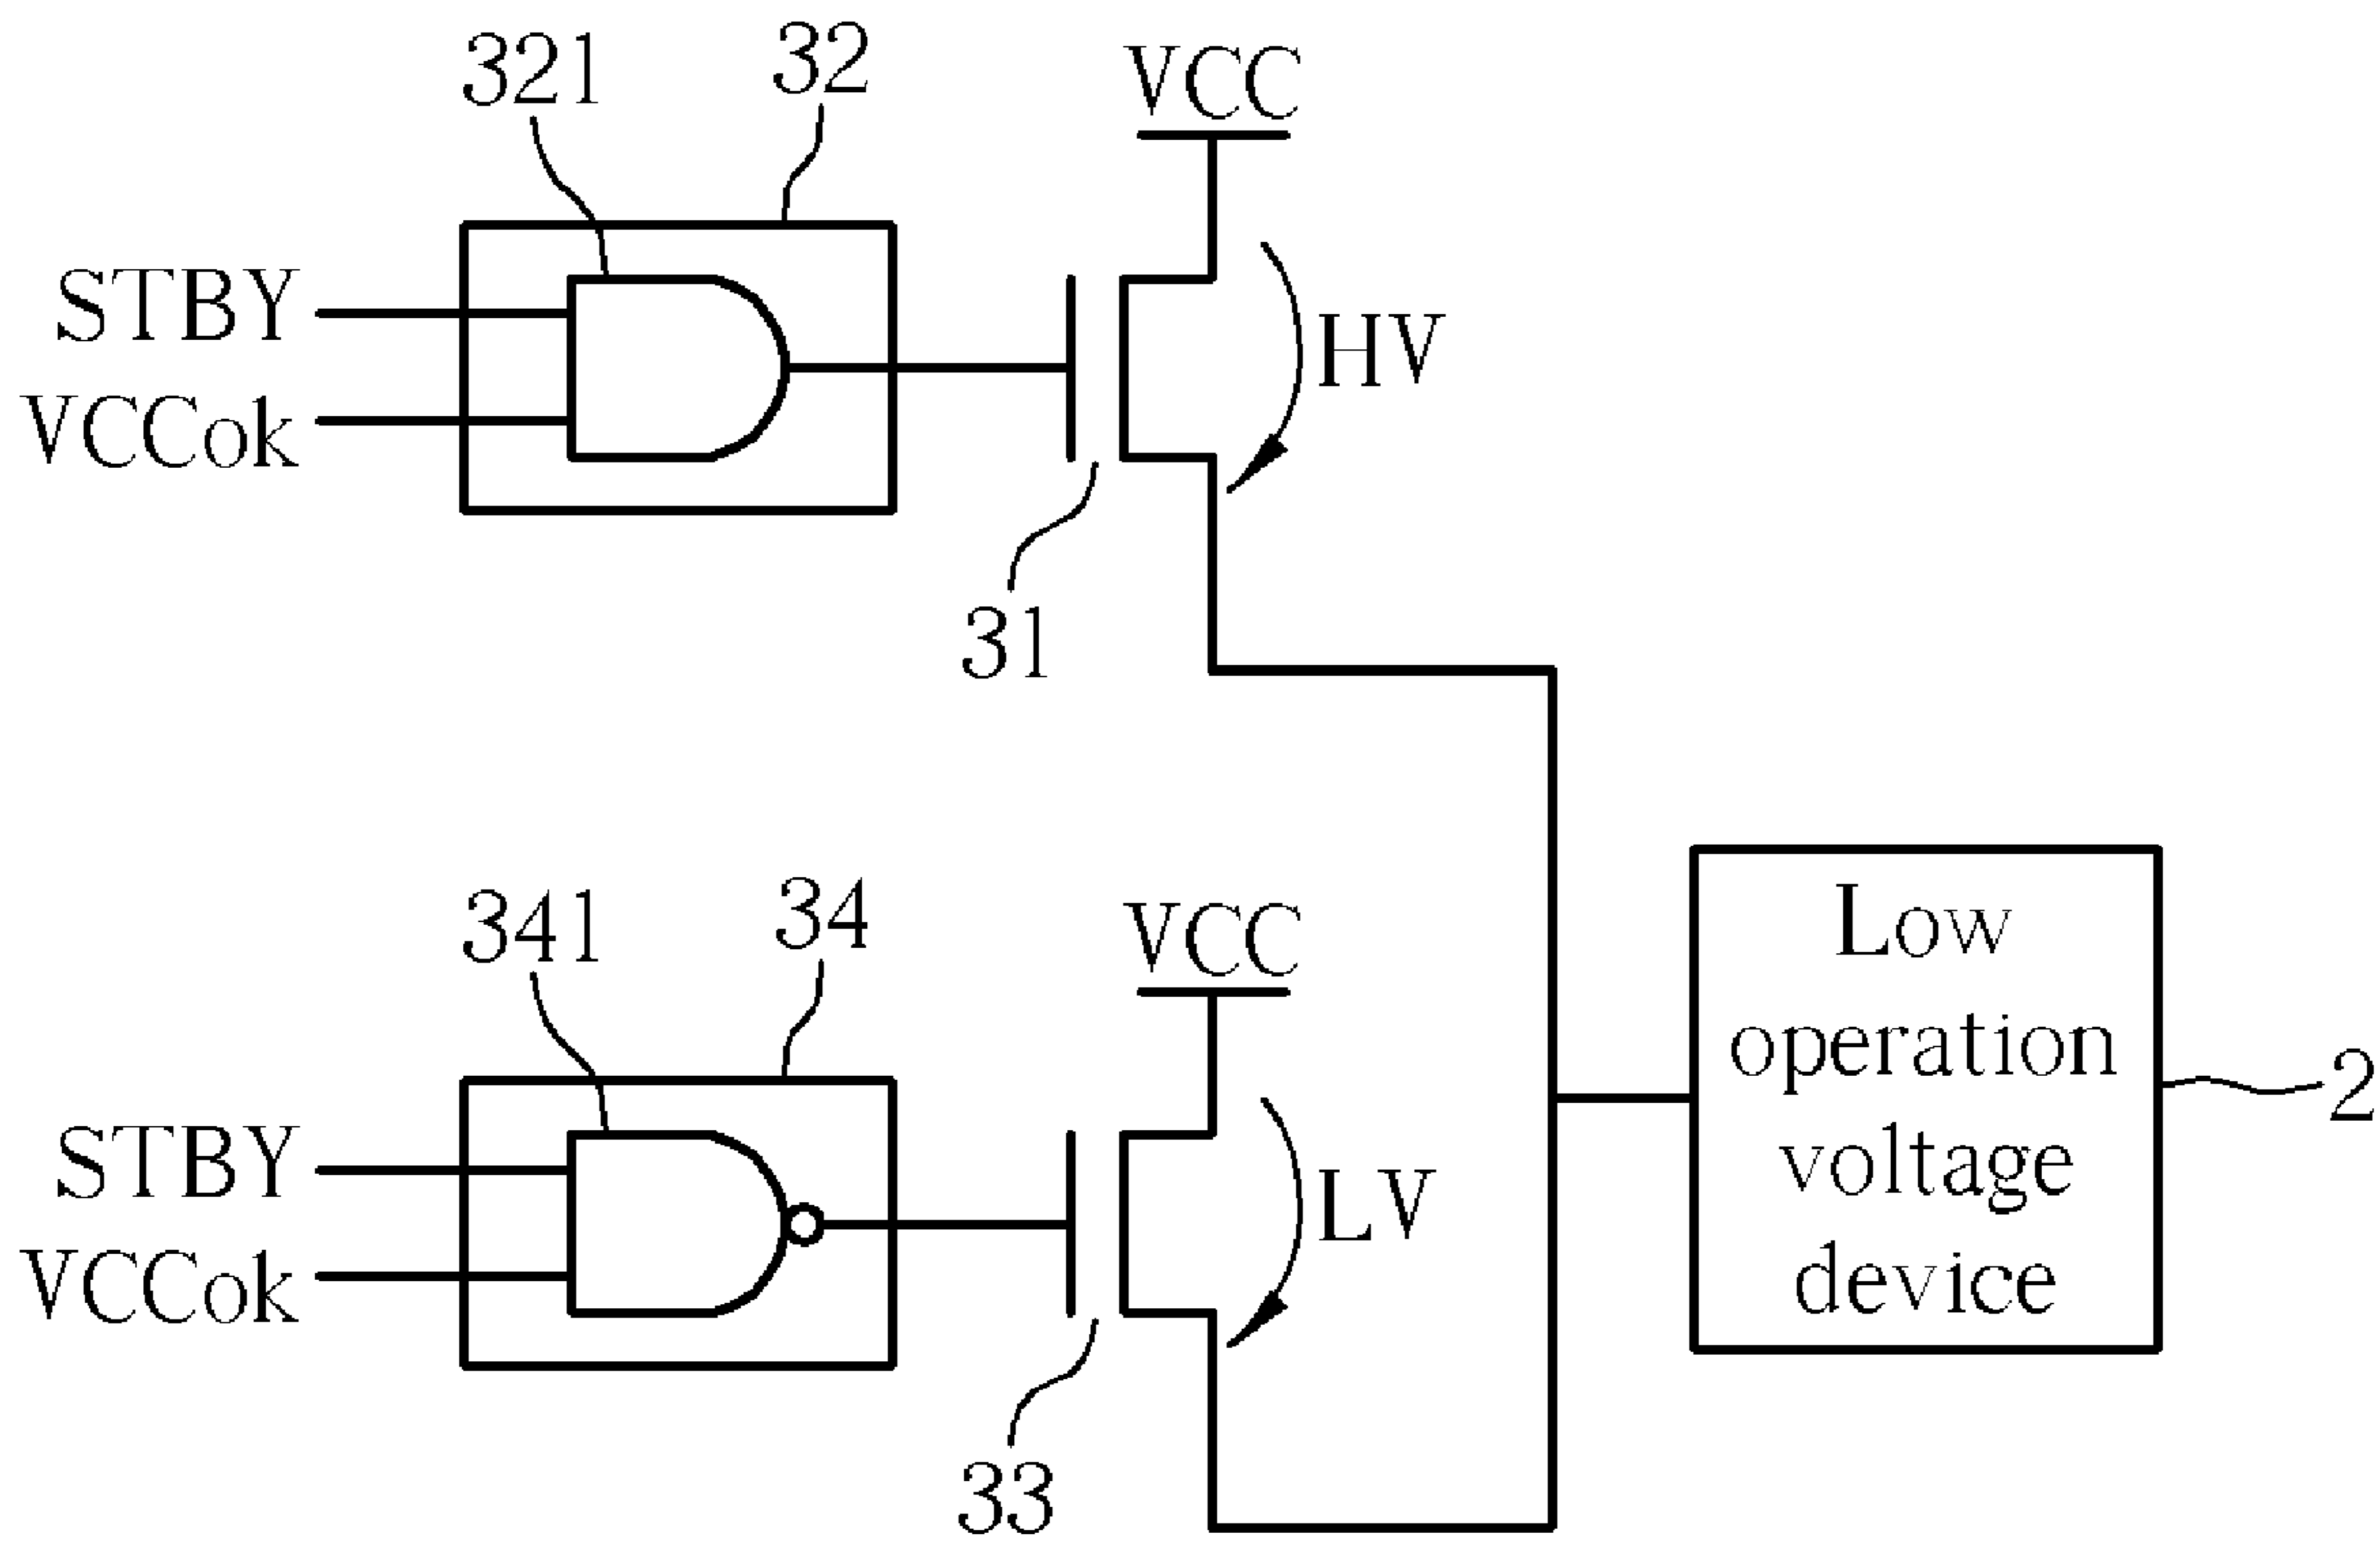 321
32
VCC
STBY
VCCok
HV
31
341
34
VCC
STBY
VCCok
LV
33
Low
operation
voltage
device
2